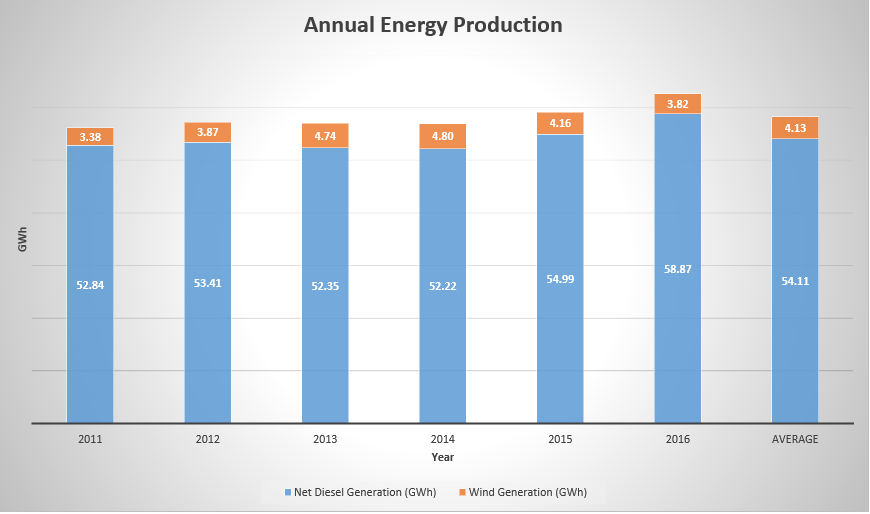 Annual Energy Production
3.38 3.87 4.74 4.80 4.16 3.82 4.13
GWh
52.84 53.41 52.35 52.22 54.99 58.87 54.11
2011 2012 2013 2014 2015 2016 AVERAGE
Year
Net Diesel Generation (GWh) Wind Generation (GWh)